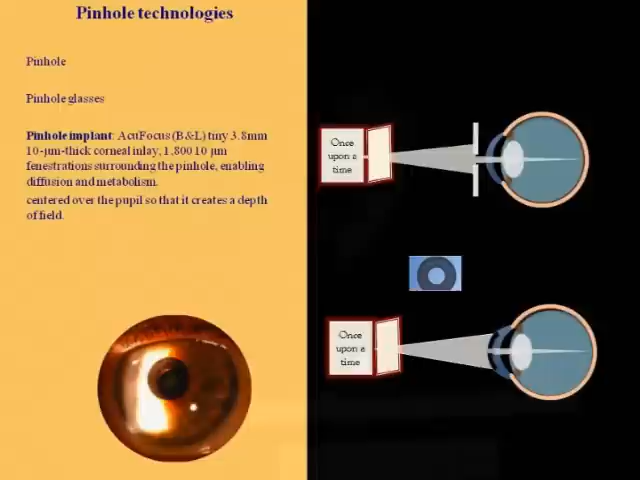 Pinhole technologies
Pinhole
Pinhole glasses
Pinhole implant: AcuFocus (B&L) tiny 3.8mm
10-µm-thick corneal inlay, 1,800 10 µm
fenestrations surrounding the pinhole, enabling
diffusion and metabolism.
centered over the pupil so that it creates a depth
of field.
Once
upon a
time
Once
upon a
time